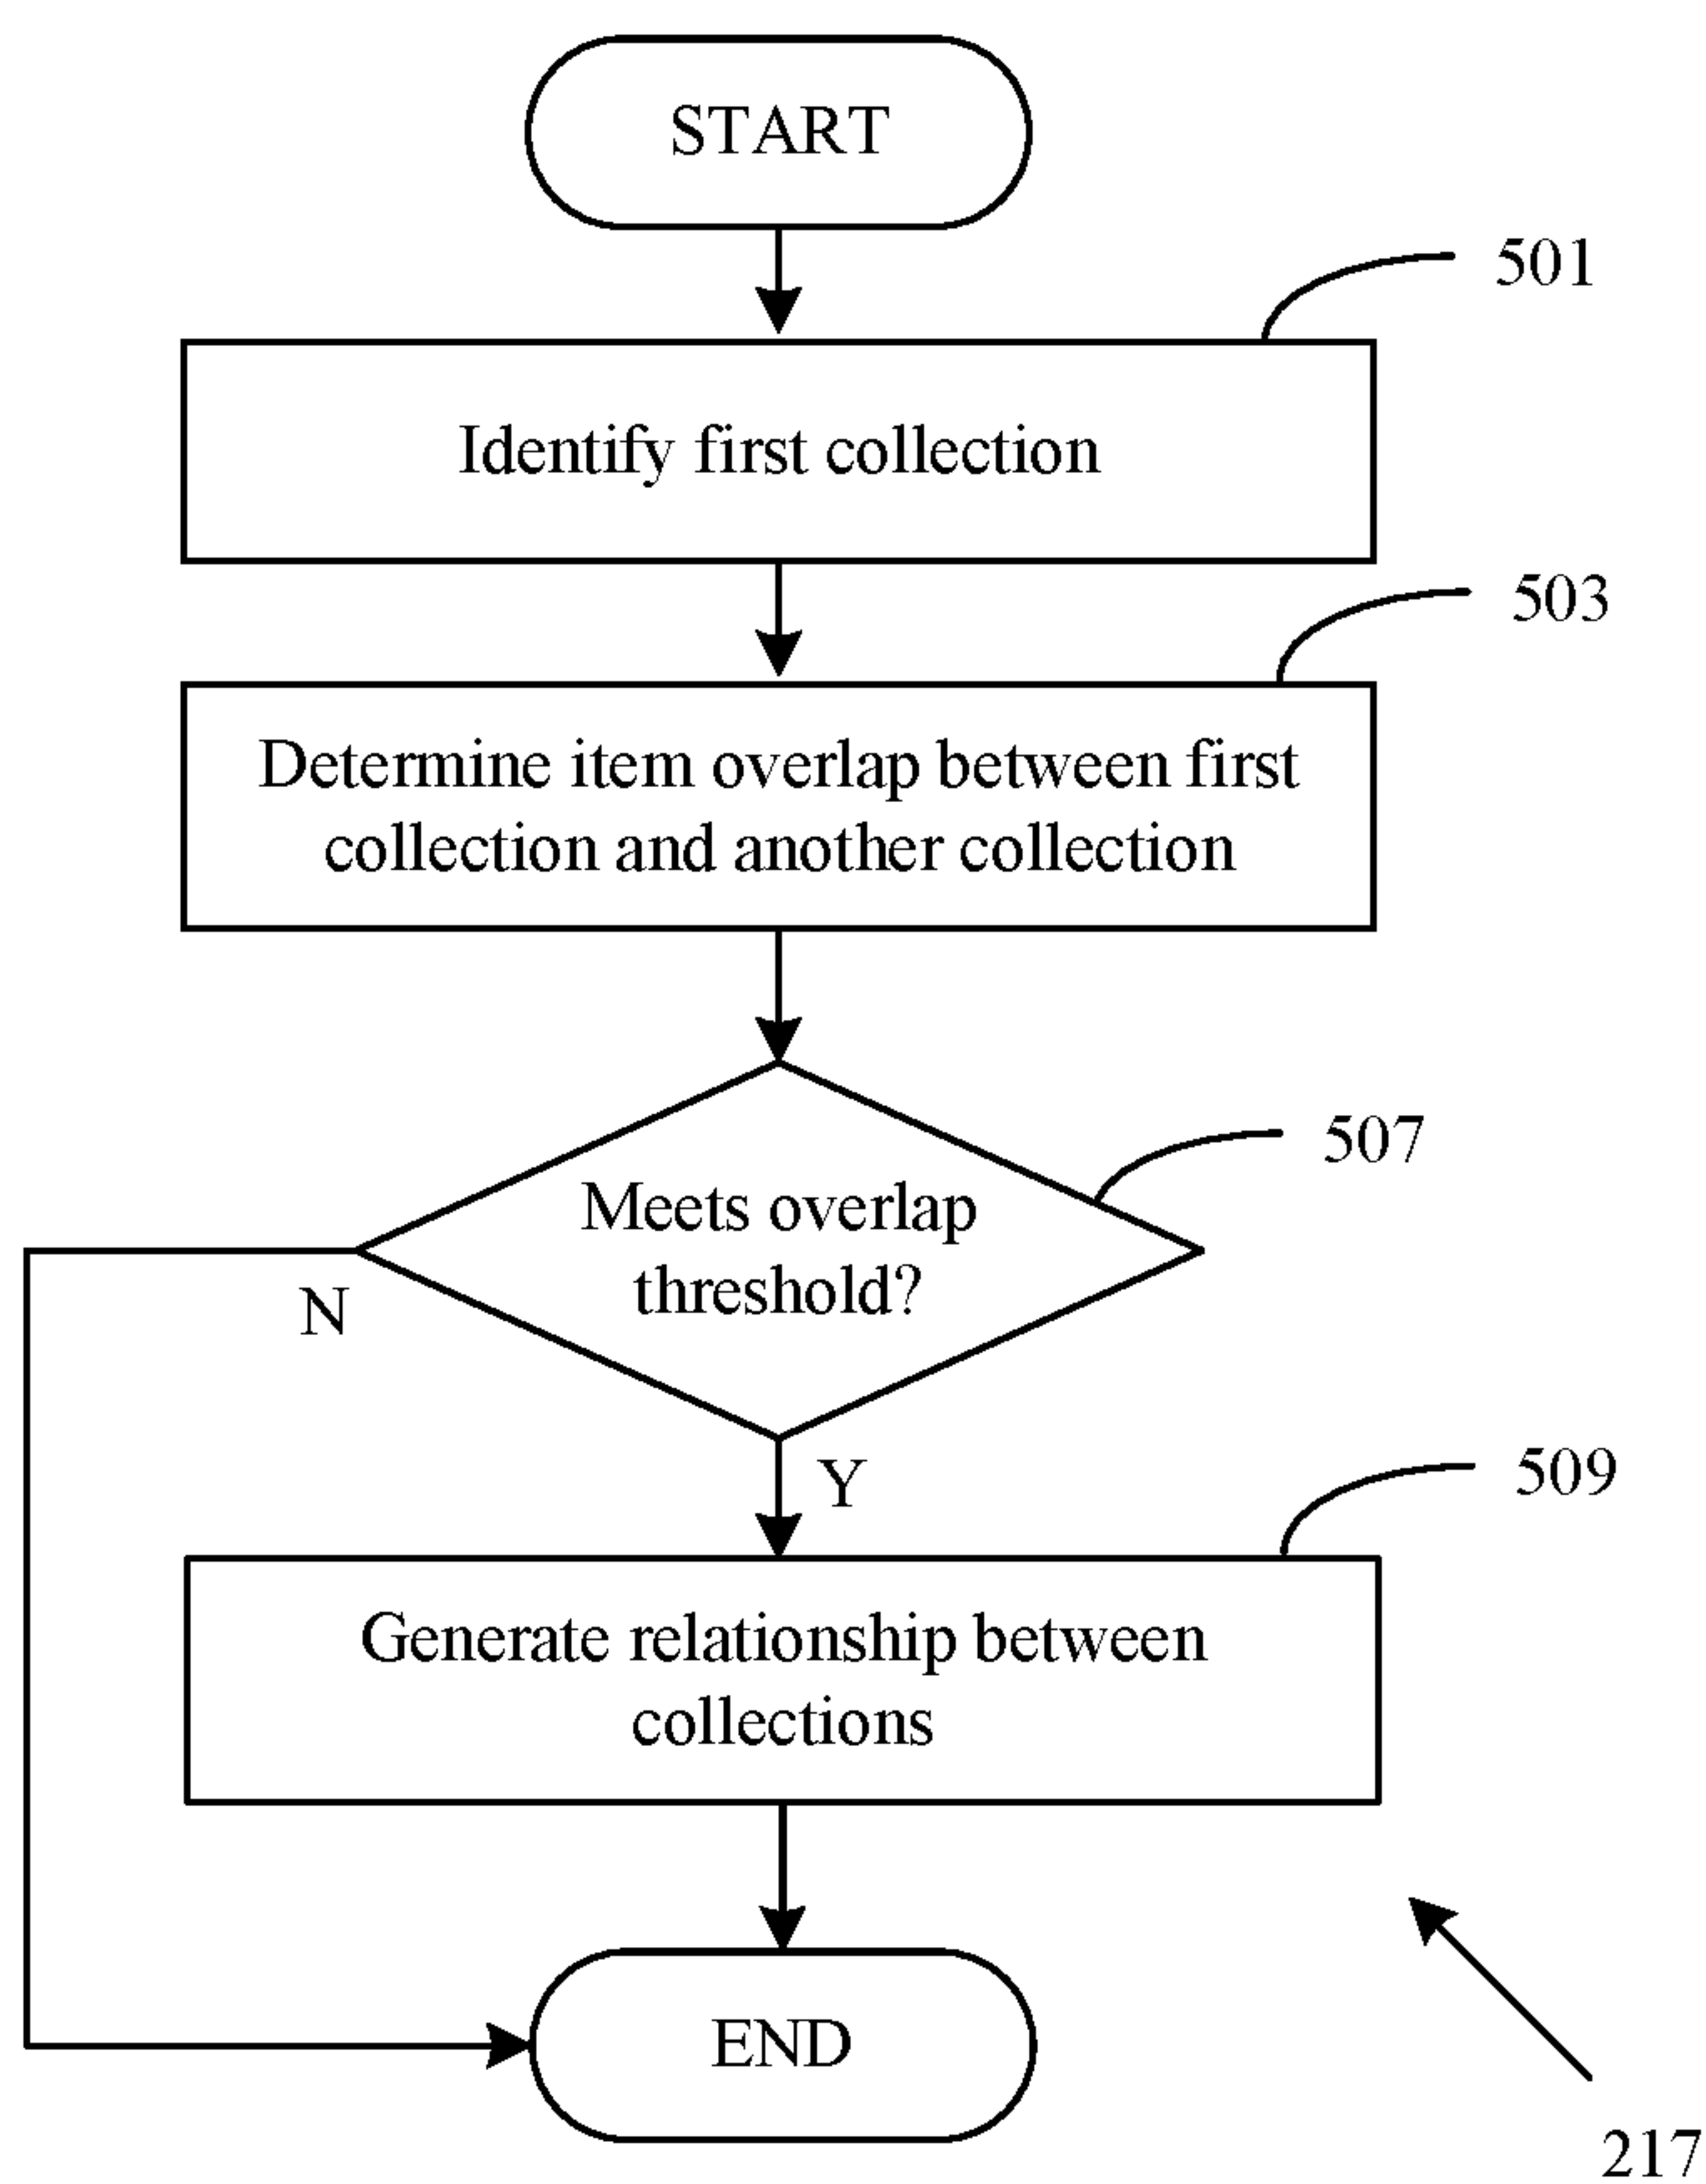 START
501
Identify first collection
503
Determine item overlap between first
collection and another collection
507
Meets overlap
threshold?
N
Y
509
Generate relationship between
collections
END
217